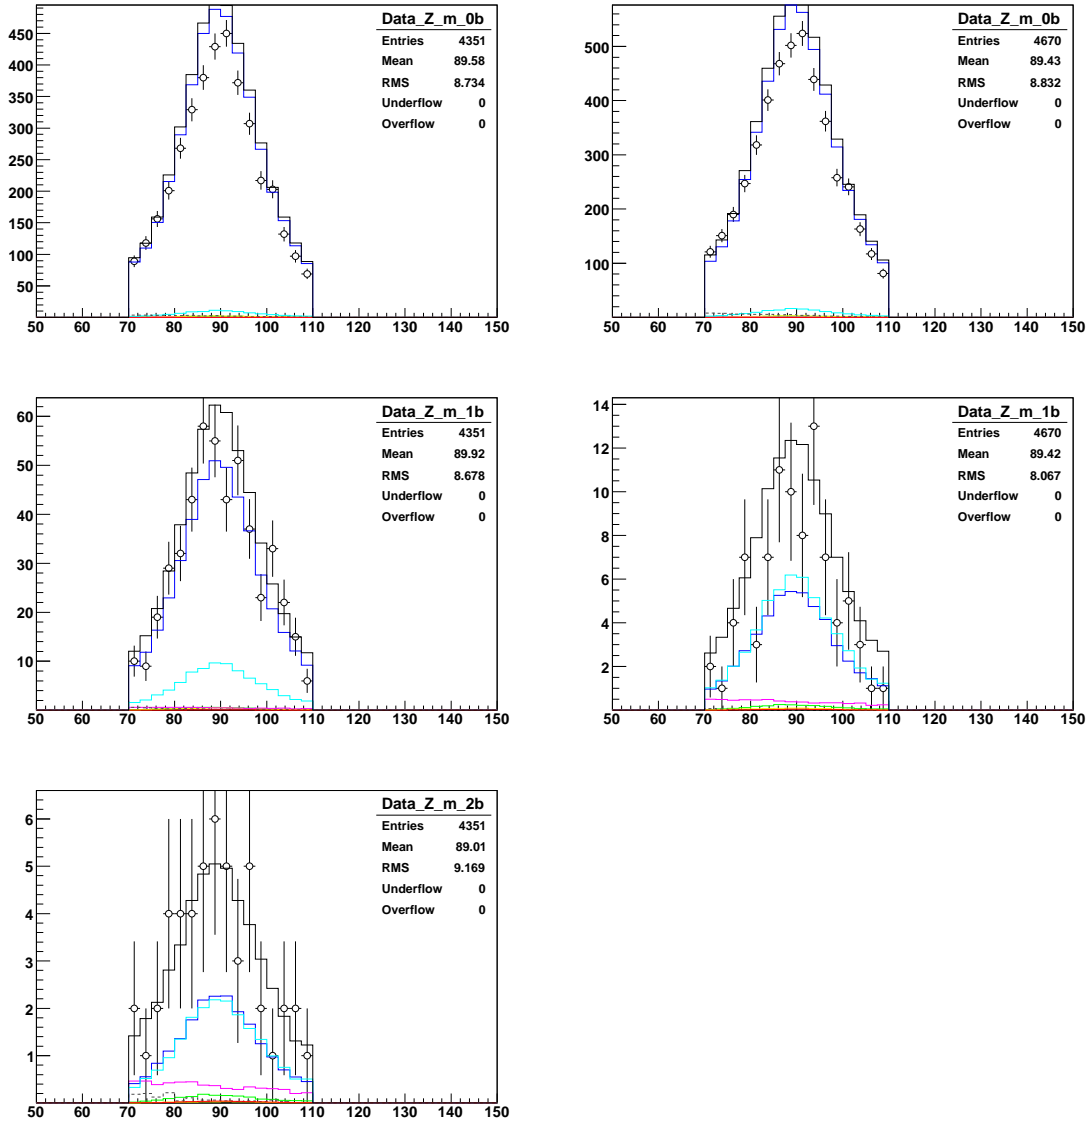 Data_Z_m_0b
Entries 4351
Mean 89.58
RMS 8.734
Underflow 0
Overflow 0
450
400
350
300
250
200
150
100
50
50 60 70 80 90 100 110 120 130 140 150
Data_Z_m_0b
Entries 4670
Mean 89.43
RMS 8.832
Underflow 0
Overflow 0
500
400
300
200
100
50 60 70 80 90 100 110 120 130 140 150
Data_Z_m_1b
Entries 4351
Mean 89.92
RMS 8.678
Underflow 0
Overflow 0
60
50
40
30
20
10
50 60 70 80 90 100 110 120 130 140 150
Data_Z_m_1b
Entries 4670
Mean 89.42
RMS 8.067
Underflow 0
Overflow 0
14
12
10
8
6
4
2
50 60 70 80 90 100 110 120 130 140 150
Data_Z_m_2b
Entries 4351
Mean 89.01
RMS 9.169
Underflow 0
Overflow 0
6
5
4
3
2
1
50 60 70 80 90 100 110 120 130 140 150